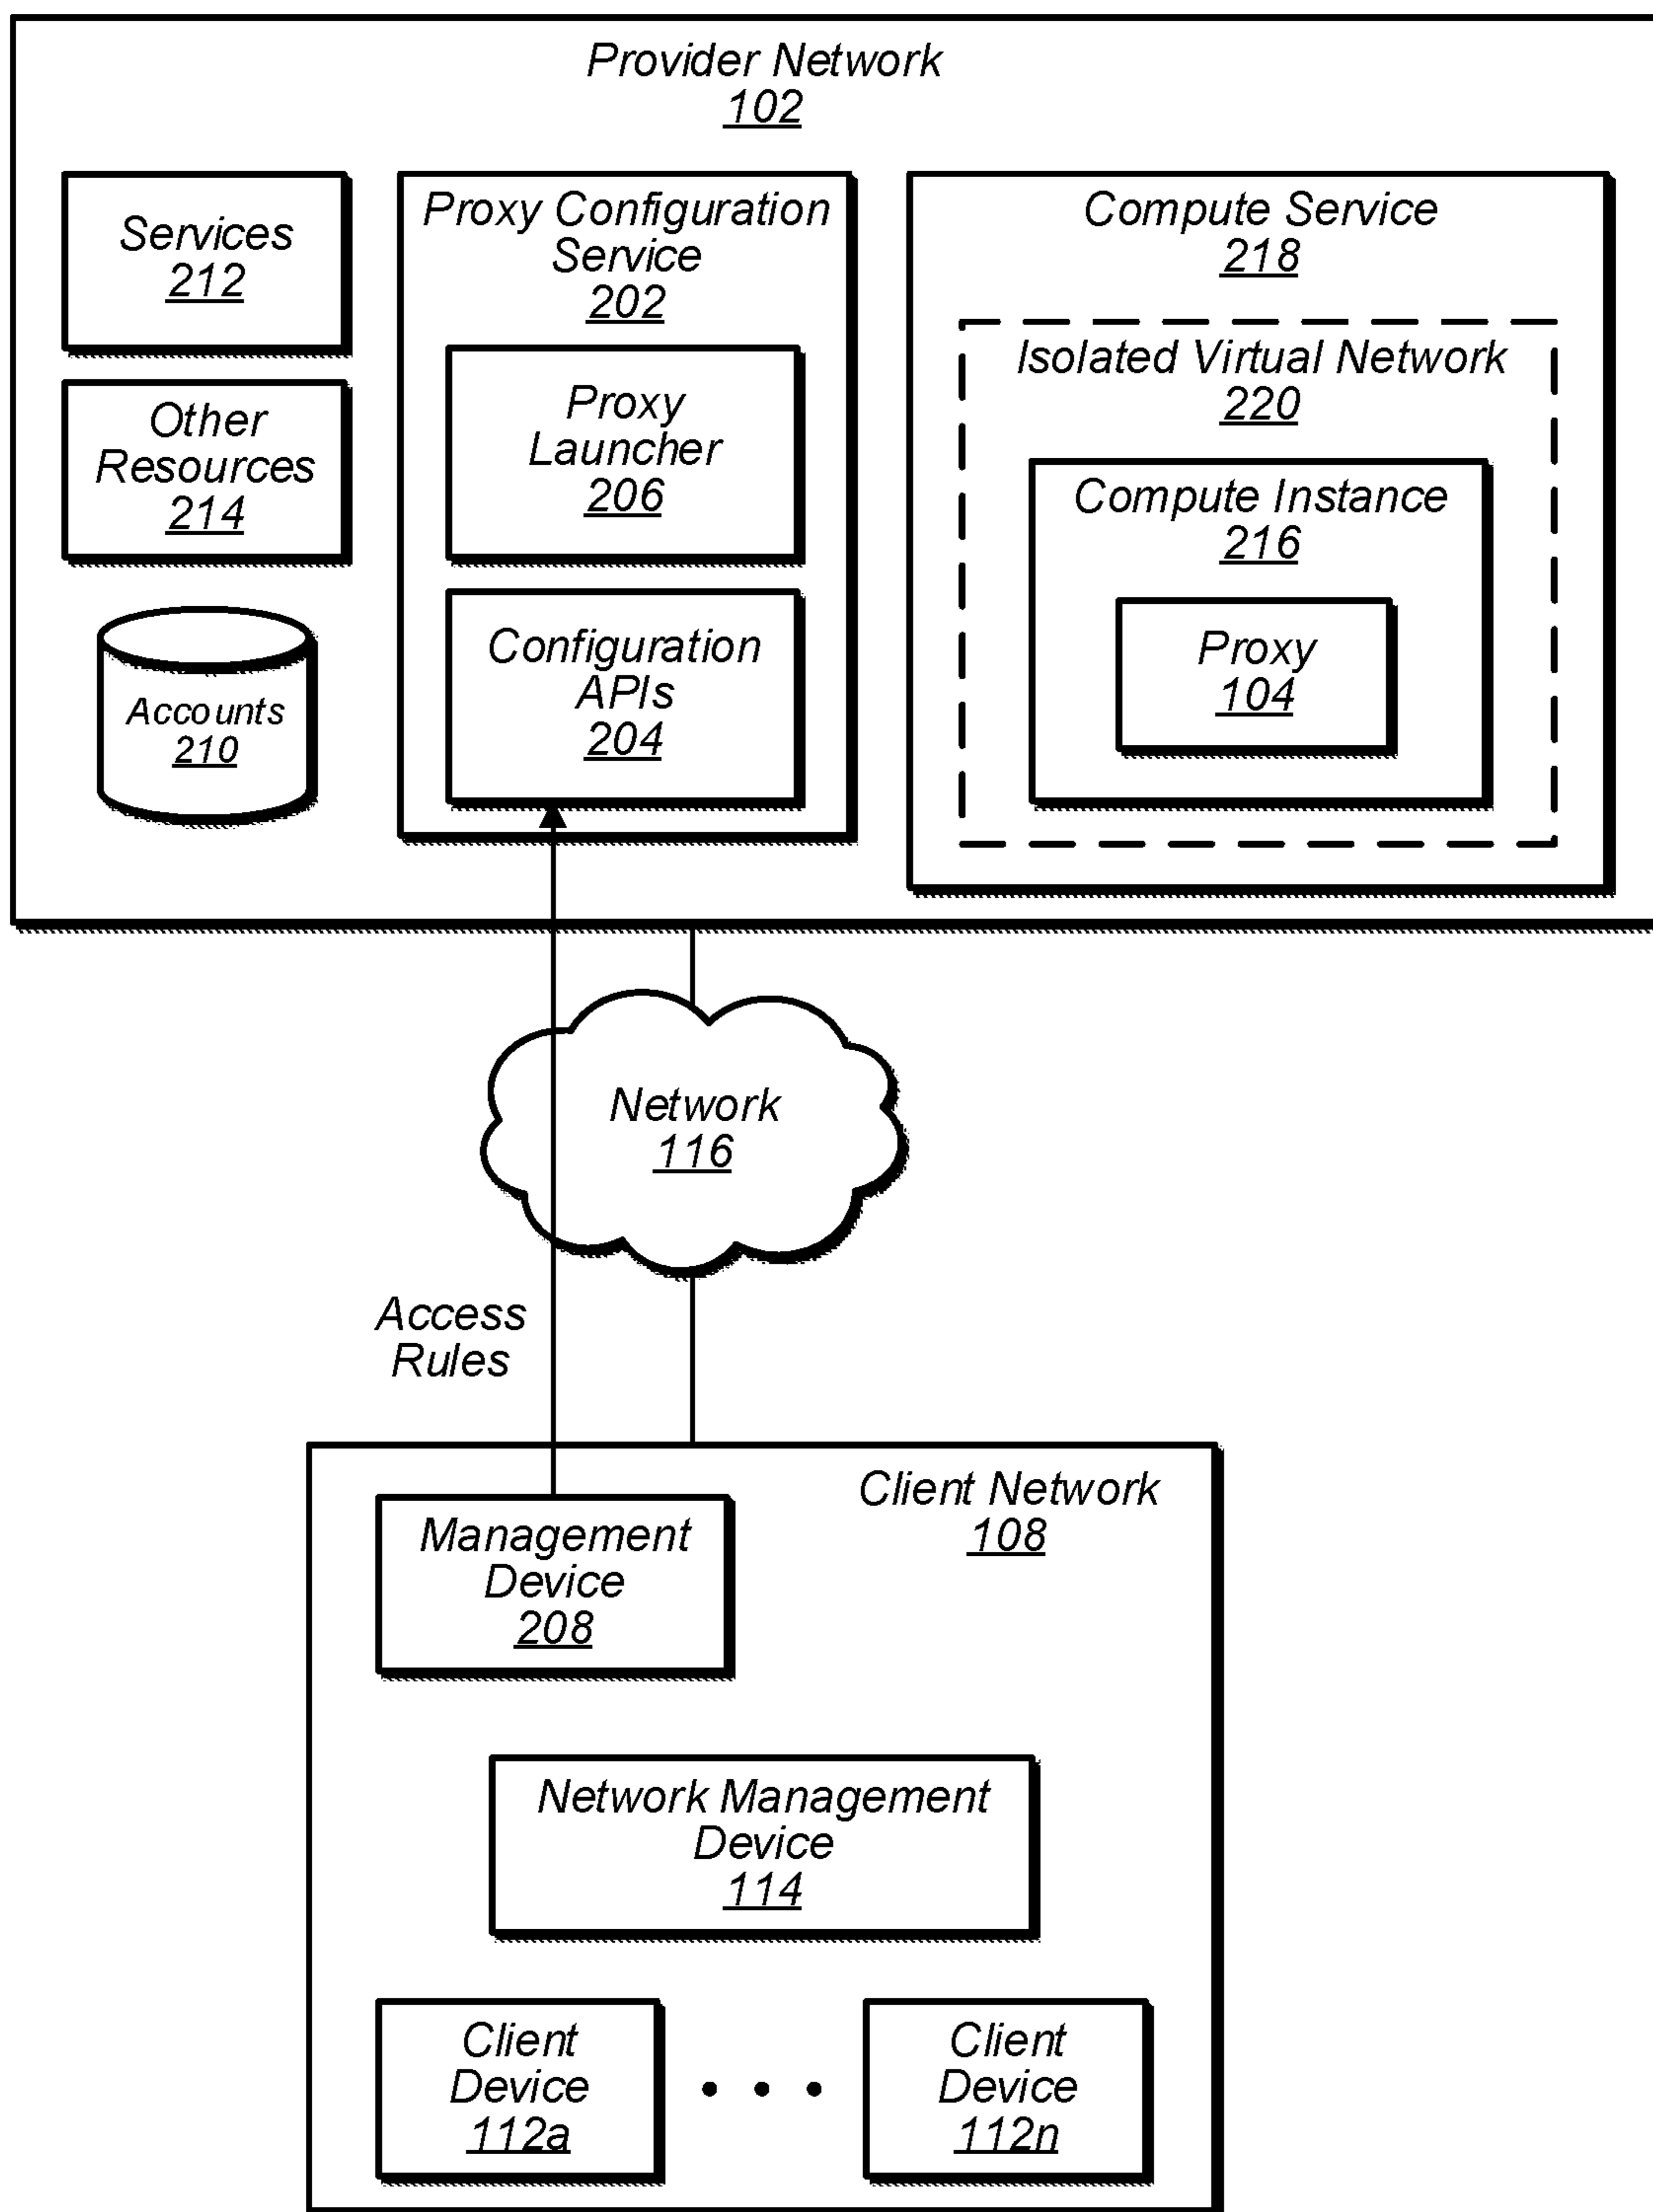 Provider Network
102
Services
212
Other
Resources
214
Accounts
210
Proxy Configuration
Service
202
Proxy
Launcher
206
Configuration
APIs
204
Compute Service
218
Isolated Virtual Network
220
Compute Instance
216
Proxy
104
Network
116
Access
Rules
Client Network
108
Management
Device
208
Network Management
Device
114
Client
Device
112a
Client
Device
112n